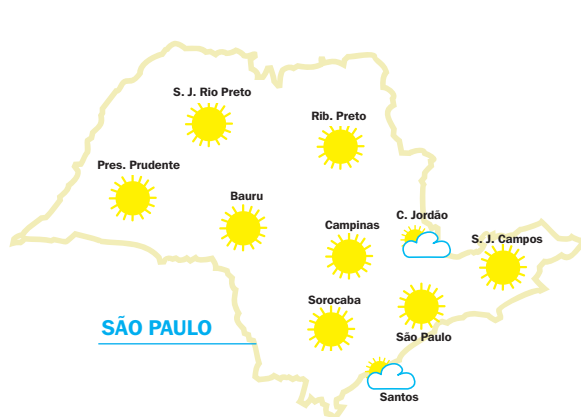 S. J. Rio Preto
Rib. Preto
Pres. Prudente
Bauru
C. Jordão
Campinas
S. J. Campos
Sorocaba
SÃO PAULO
São Paulo
Santos